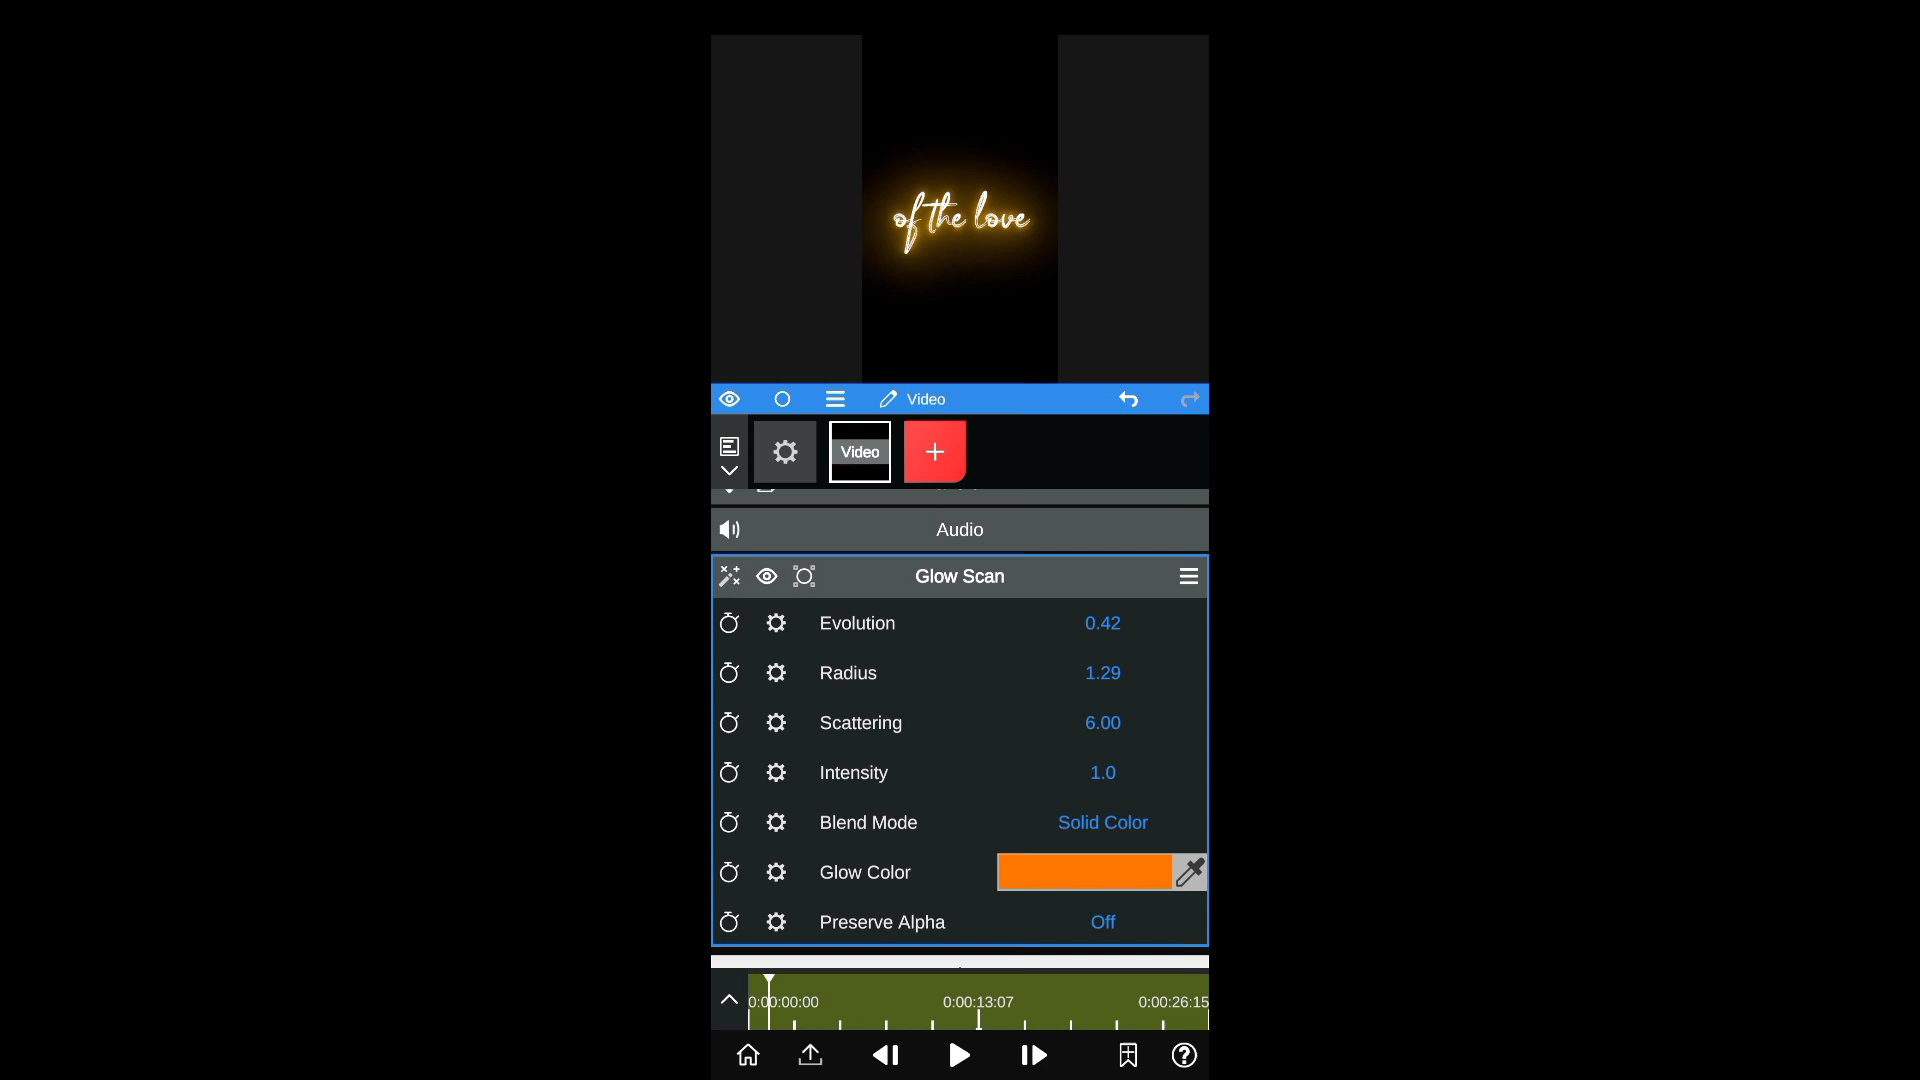 of the love
Video
Video
+
Audio
Glow Scan
Evolution 0.42
Radius 1.29
Scattering 6.00
Intensity 1.0
Blend Mode Solid Color
Glow Color
Preserve Alpha Off
0:00:00:00 0:00:13:07 0:00:26:15
?